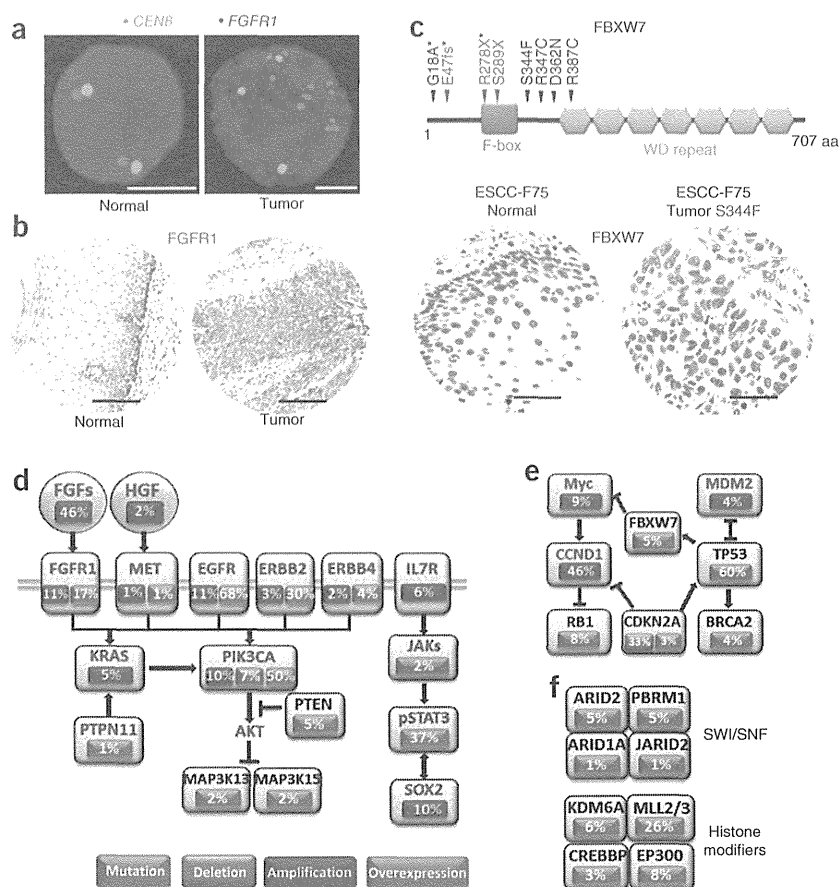 a
• CEN8 • FGFR1
Normal
Tumor
b
FGFR1
Normal
Tumor
c
FBXW7
G18A*
E47fs*
R278X*
S289X
S344F
R347C
D362N
R387C
1
F-box
WD repeat
707 aa
ESCC-F75
Normal
ESCC-F75
Tumor S344F
FBXW7
d
FGFs
46%
HGF
2%
FGFR1
11% 17%
MET
1% 1%
EGFR
11% 68%
ERBB2
3% 30%
ERBB4
2% 4%
IL7R
6%
KRAS
5%
PIK3CA
10% 7% 50%
JAKs
2%
PTPN11
1%
AKT
PTEN
5%
pSTAT3
37%
MAP3K13
2%
MAP3K15
2%
SOX2
10%
Mutation
Deletion
Amplification
Overexpression
e
Myc
9%
MDM2
4%
FBXW7
5%
CCND1
46%
TP53
60%
RB1
8%
CDKN2A
33% 3%
BRCA2
4%
f
ARID2
5%
PBRM1
5%
ARID1A
1%
JARID2
1%
SWI/SNF
KDM6A
6%
MLL2/3
26%
CREBBP
3%
EP300
8%
Histone
modifiers